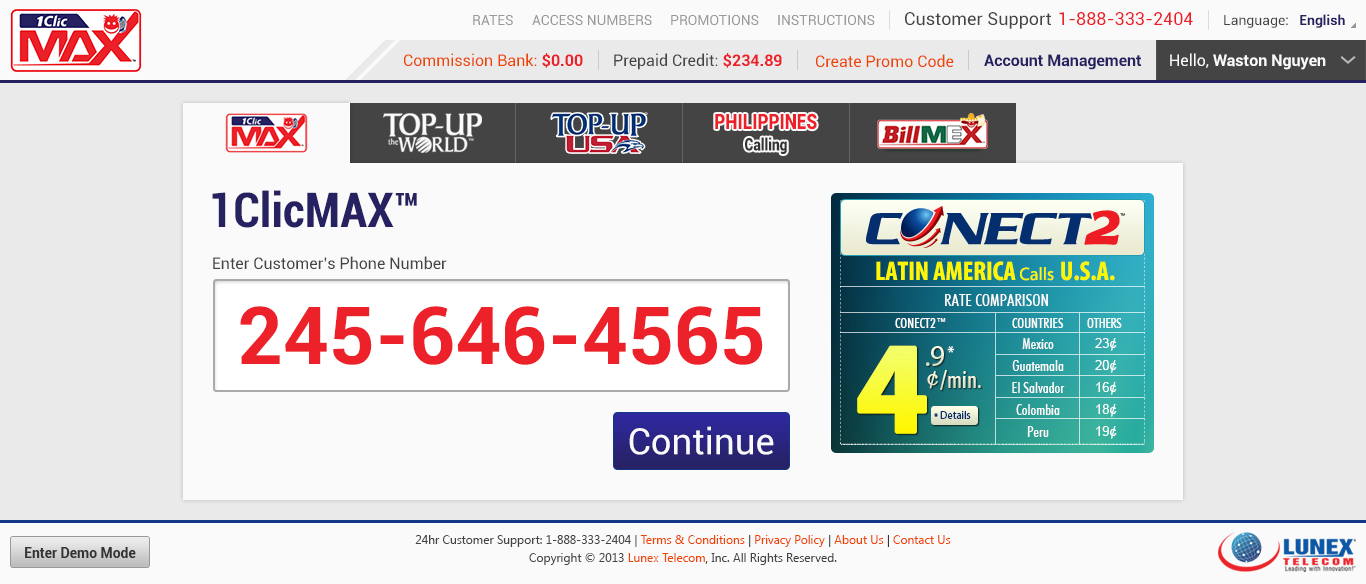 1Clic
MAX
RATES ACCESS NUMBERS PROMOTIONS INSTRUCTIONS Customer Support 1-888-333-2404 Language: English
Commission Bank: $0.00 Prepaid Credit: $234.89 Create Promo Code Account Management Hello, Waston Nguyen
1Clic
MAX
TOP-UP
the WORLD™
TOP-UP
USA
PHILIPPINES
Calling
BillMEX
1ClicMAX™
Enter Customer's Phone Number
245-646-4565
Continue
CONECT2™
LATIN AMERICA Calls U.S.A.
RATE COMPARISON
CONECT2™ COUNTRIES OTHERS
4.9*
¢/min.
• Details
Mexico 23¢
Guatemala 20¢
El Salvador 16¢
Colombia 18¢
Peru 19¢
Enter Demo Mode
24hr Customer Support: 1-888-333-2404 | Terms & Conditions | Privacy Policy | About Us | Contact Us
Copyright © 2013 Lunex Telecom, Inc. All Rights Reserved.
LUNEX
TELECOM
Leading with Innovation!